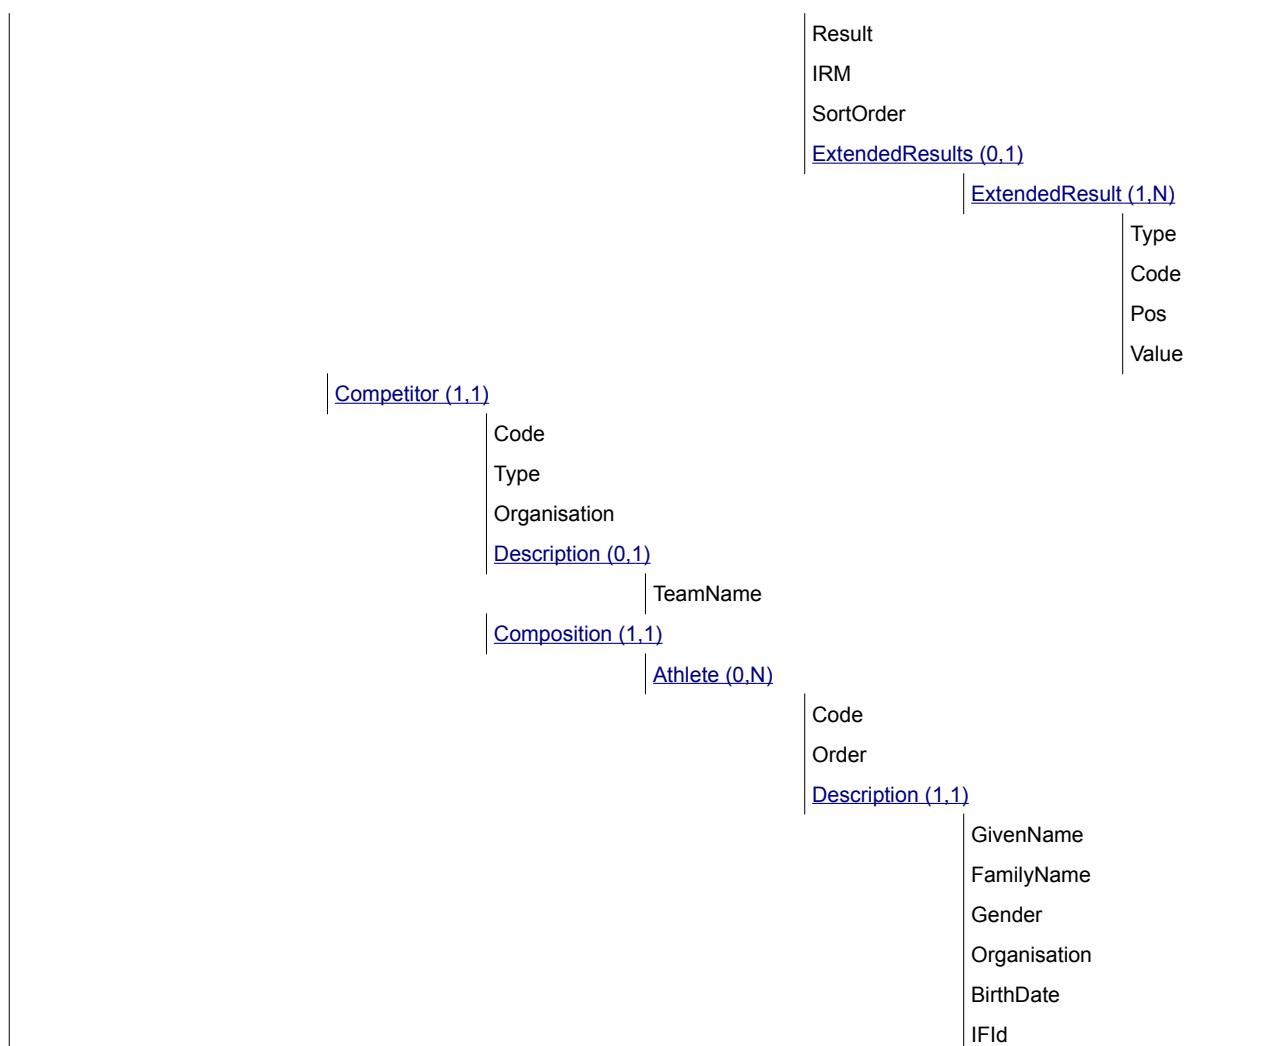 Result
IRM
SortOrder
ExtendedResults (0,1)
ExtendedResult (1,N)
Type
Code
Pos
Value
Competitor (1,1)
Code
Type
Organisation
Description (0,1)
TeamName
Composition (1,1)
Athlete (0,N)
Code
Order
Description (1,1)
GivenName
FamilyName
Gender
Organisation
BirthDate
IFId